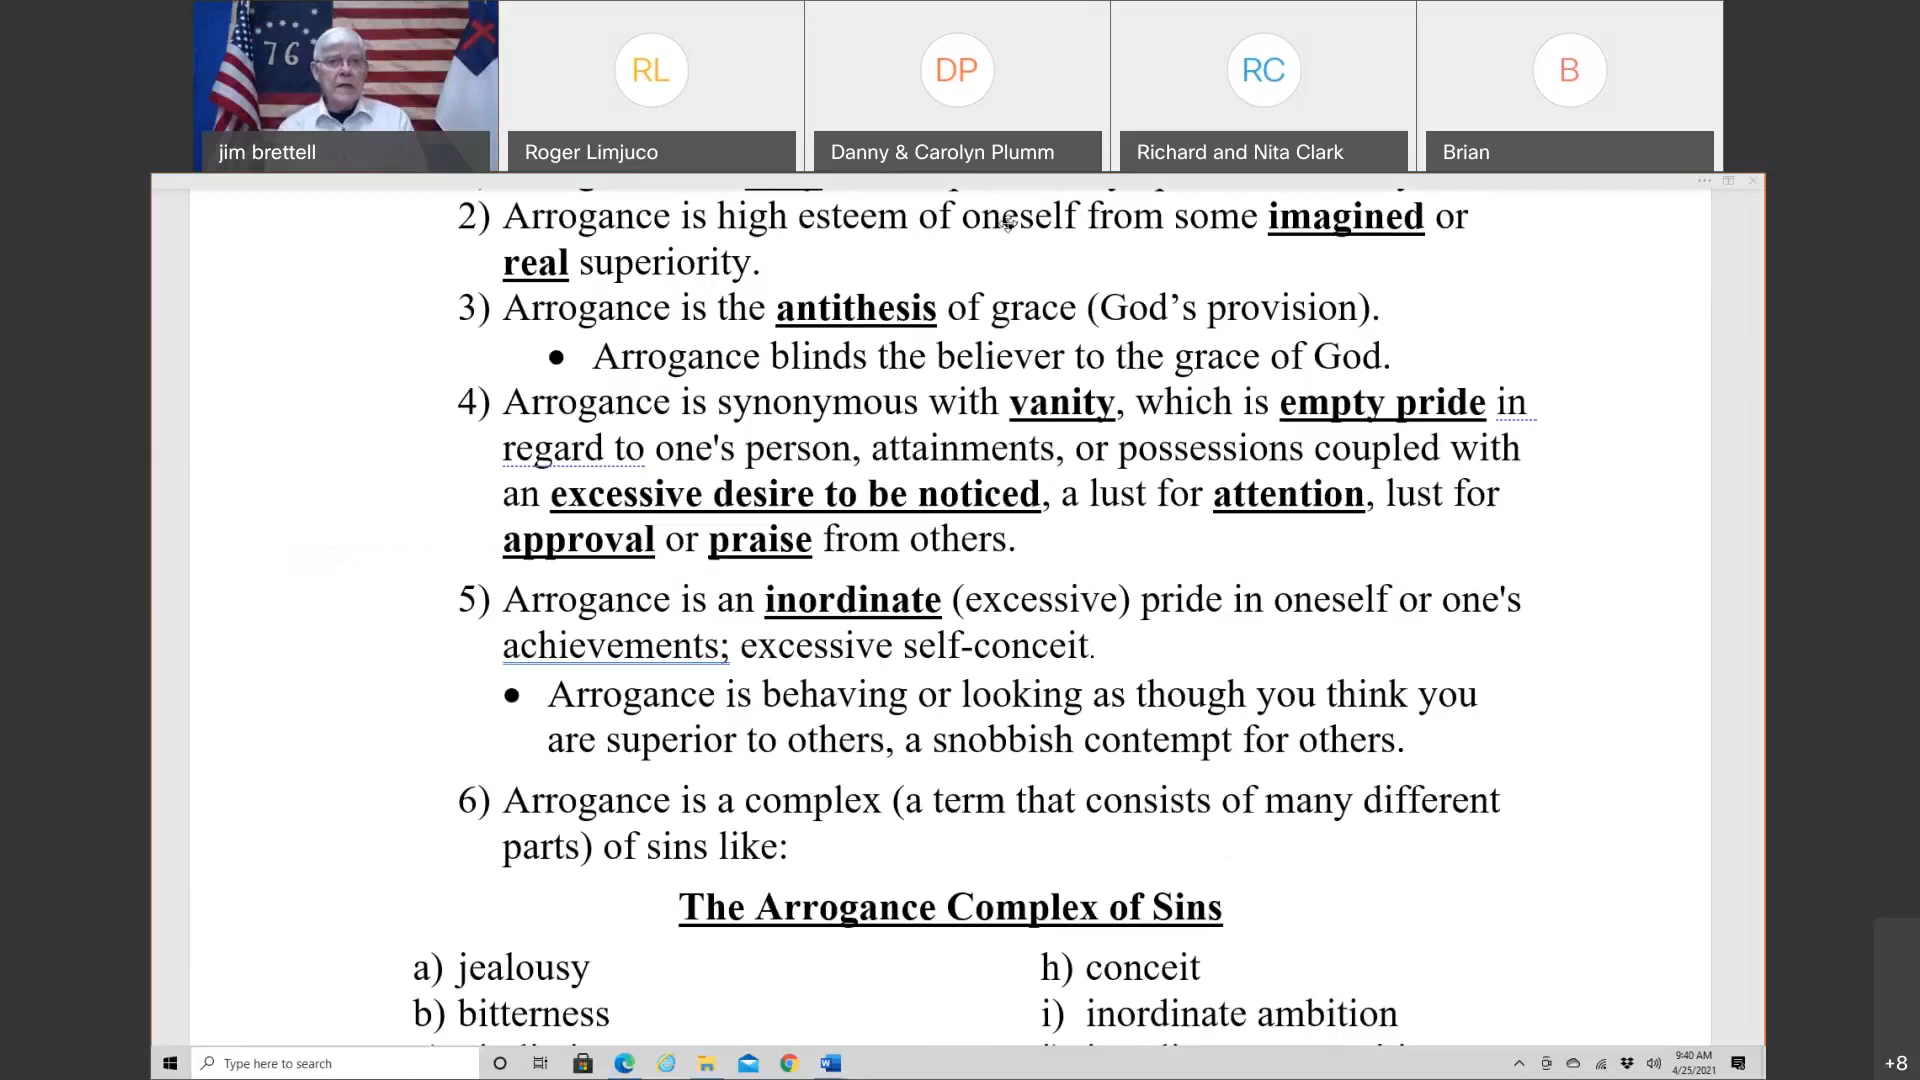 76
RL
DP
RC
B
jim brettell
Roger Limjuco
Danny & Carolyn Plumm
Richard and Nita Clark
Brian
2) Arrogance is high esteem of oneself from some imagined or
real superiority.
3) Arrogance is the antithesis of grace (God’s provision).
• Arrogance blinds the believer to the grace of God.
4) Arrogance is synonymous with vanity, which is empty pride in
regard to one's person, attainments, or possessions coupled with
an excessive desire to be noticed, a lust for attention, lust for
approval or praise from others.
5) Arrogance is an inordinate (excessive) pride in oneself or one's
achievements; excessive self-conceit.
• Arrogance is behaving or looking as though you think you
are superior to others, a snobbish contempt for others.
6) Arrogance is a complex (a term that consists of many different
parts) of sins like:
The Arrogance Complex of Sins
a) jealousy
h) conceit
b) bitterness
i) inordinate ambition
Type here to search
9:40 AM
4/25/2021
+8